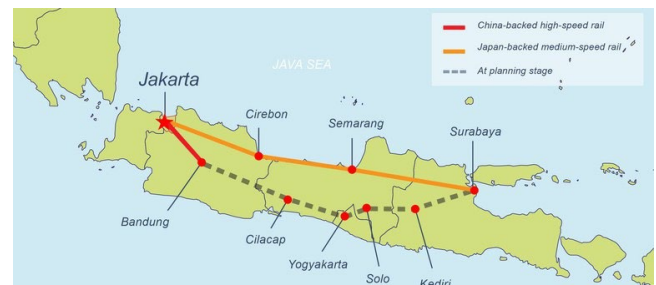 China-backed high-speed rail
Japan-backed medium-speed rail
At planning stage
JAVA SEA
Jakarta
Cirebon
Semarang
Surabaya
Bandung
Cilacap
Yogyakarta
Solo
Kediri